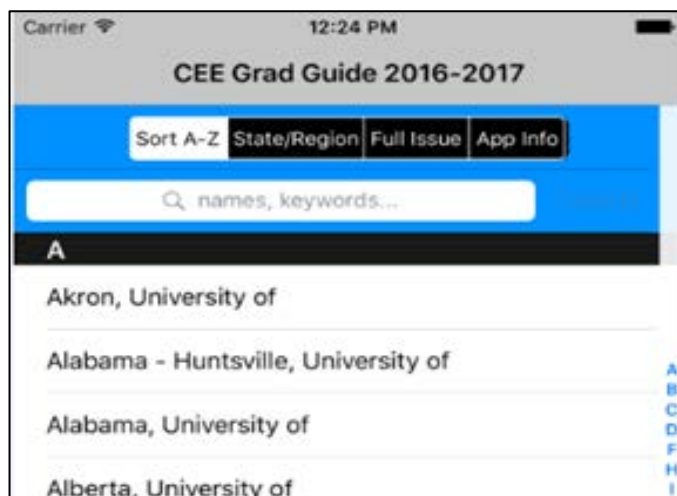 Carrier 12:24 PM
CEE Grad Guide 2016-2017
Sort A-Z State/Region Full Issue App Info
names, keywords...
A
Akron, University of
Alabama - Huntsville, University of
Alabama, University of
Alberta, University of
A
B
C
D
F
H
I